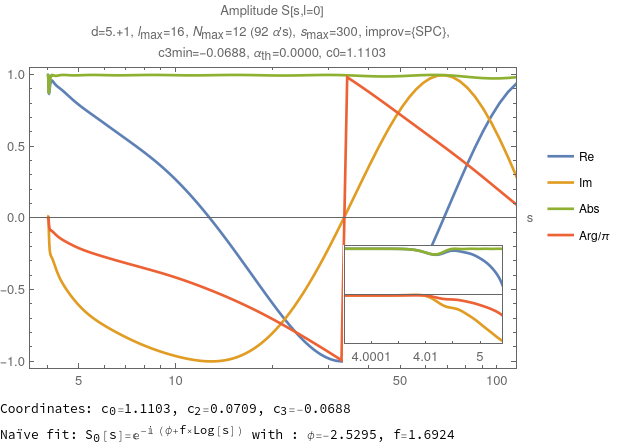 Amplitude S[s,l=0]
d=5.+1, lmax=16, Nmax=12 (92 α's), smax=300, improv={SPC},
c3min=-0.0688, αth=0.0000, c0=1.1103
1.0
0.5
0.0
-0.5
-1.0
s
Re
Im
Abs
Arg/π
4.0001 4.01 5
5 10 50 100
Coordinates: c0=1.1103, c2=0.0709, c3=-0.0688
Naïve fit: S0[s]=e^-i (ϕ+f×Log[s]) with : ϕ=-2.5295, f=1.6924